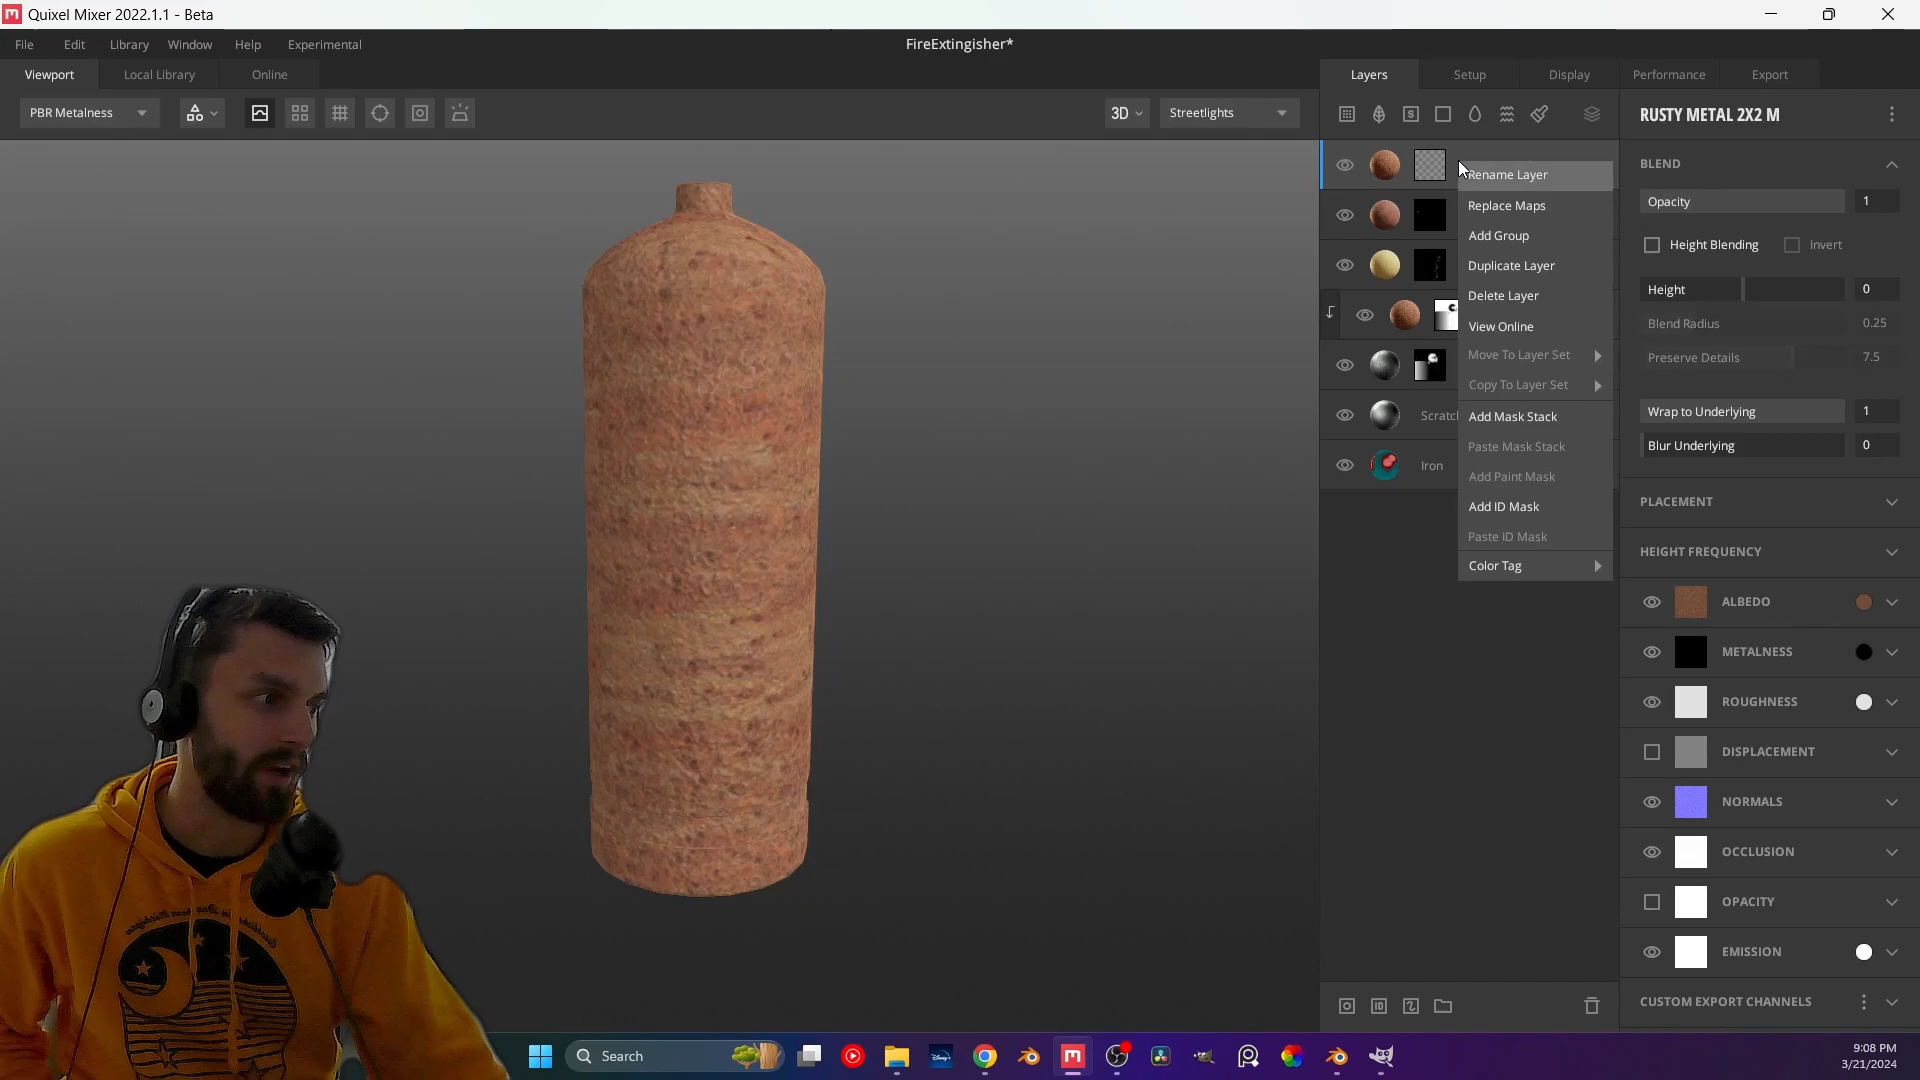 Quixel Mixer 2022.1.1 - Beta
File Edit Library Window Help Experimental
FireExtingisher*
Viewport Local Library Online
Layers Setup Display Performance Export
PBR Metalness
3D
Streetlights
RUSTY METAL 2X2 M
BLEND
Opacity 1
Height Blending Invert
Height 0
Blend Radius 0.25
Preserve Details 7.5
Wrap to Underlying 1
Blur Underlying 0
PLACEMENT
HEIGHT FREQUENCY
ALBEDO
METALNESS
ROUGHNESS
DISPLACEMENT
NORMALS
OCCLUSION
OPACITY
EMISSION
CUSTOM EXPORT CHANNELS
Rename Layer
Replace Maps
Add Group
Duplicate Layer
Delete Layer
View Online
Move To Layer Set
Copy To Layer Set
Add Mask Stack
Paste Mask Stack
Add Paint Mask
Add ID Mask
Paste ID Mask
Color Tag
Scratc
Iron
Search
Disney+
9:08 PM
3/21/2024